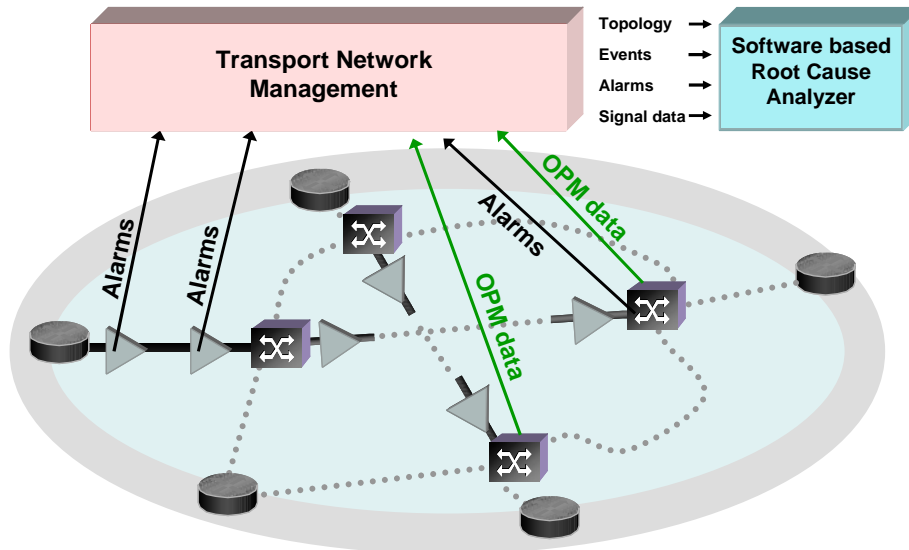 Transport Network
Management
Topology
Events
Alarms
Signal data
Software based
Root Cause
Analyzer
Alarms
Alarms
OPM data
Alarms
OPM data